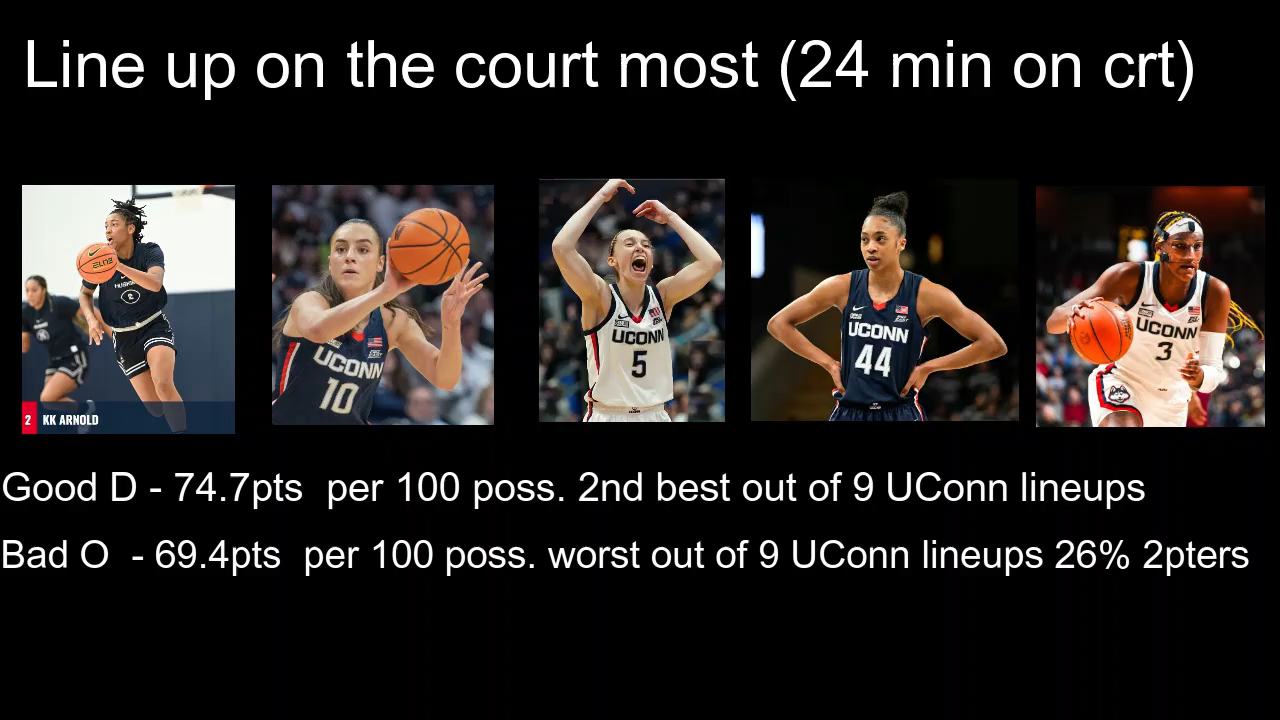 Line up on the court most (24 min on crt)
HUSKIES
2
2 KK ARNOLD
UCONN
10
UCONN
5
UCONN
44
UCONN
3
Good D - 74.7pts  per 100 poss. 2nd best out of 9 UConn lineups
Bad O  - 69.4pts  per 100 poss. worst out of 9 UConn lineups 26% 2pters